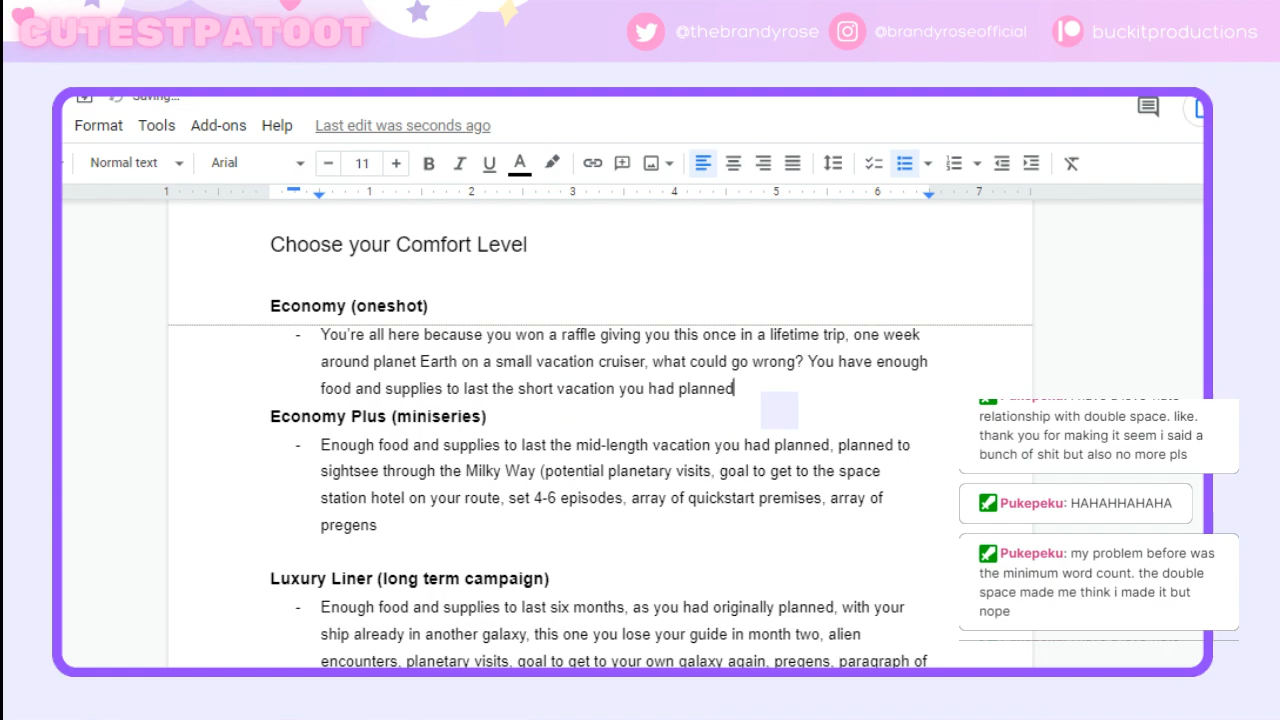 CUTESTPATOOT
@thebrandyrose
@brandyroseofficial
buckitproductions
Saving...
Format Tools Add-ons Help Last edit was seconds ago
Normal text Arial − 11 + B I U A
1 1 2 3 4 5 6 7
Choose your Comfort Level
Economy (oneshot)
- You're all here because you won a raffle giving you this once in a lifetime trip, one week
around planet Earth on a small vacation cruiser, what could go wrong? You have enough
food and supplies to last the short vacation you had planned
Economy Plus (miniseries)
- Enough food and supplies to last the mid-length vacation you had planned, planned to
sightsee through the Milky Way (potential planetary visits, goal to get to the space
station hotel on your route, set 4-6 episodes, array of quickstart premises, array of
pregens
Luxury Liner (long term campaign)
- Enough food and supplies to last six months, as you had originally planned, with your
ship already in another galaxy, this one you lose your guide in month two, alien
encounters, planetary visits, goal to get to your own galaxy again, pregens, paragraph of
relationship with double space. like.
thank you for making it seem i said a
bunch of shit but also no more pls
Pukepeku: HAHAHHAHAHA
Pukepeku: my problem before was
the minimum word count. the double
space made me think i made it but
nope